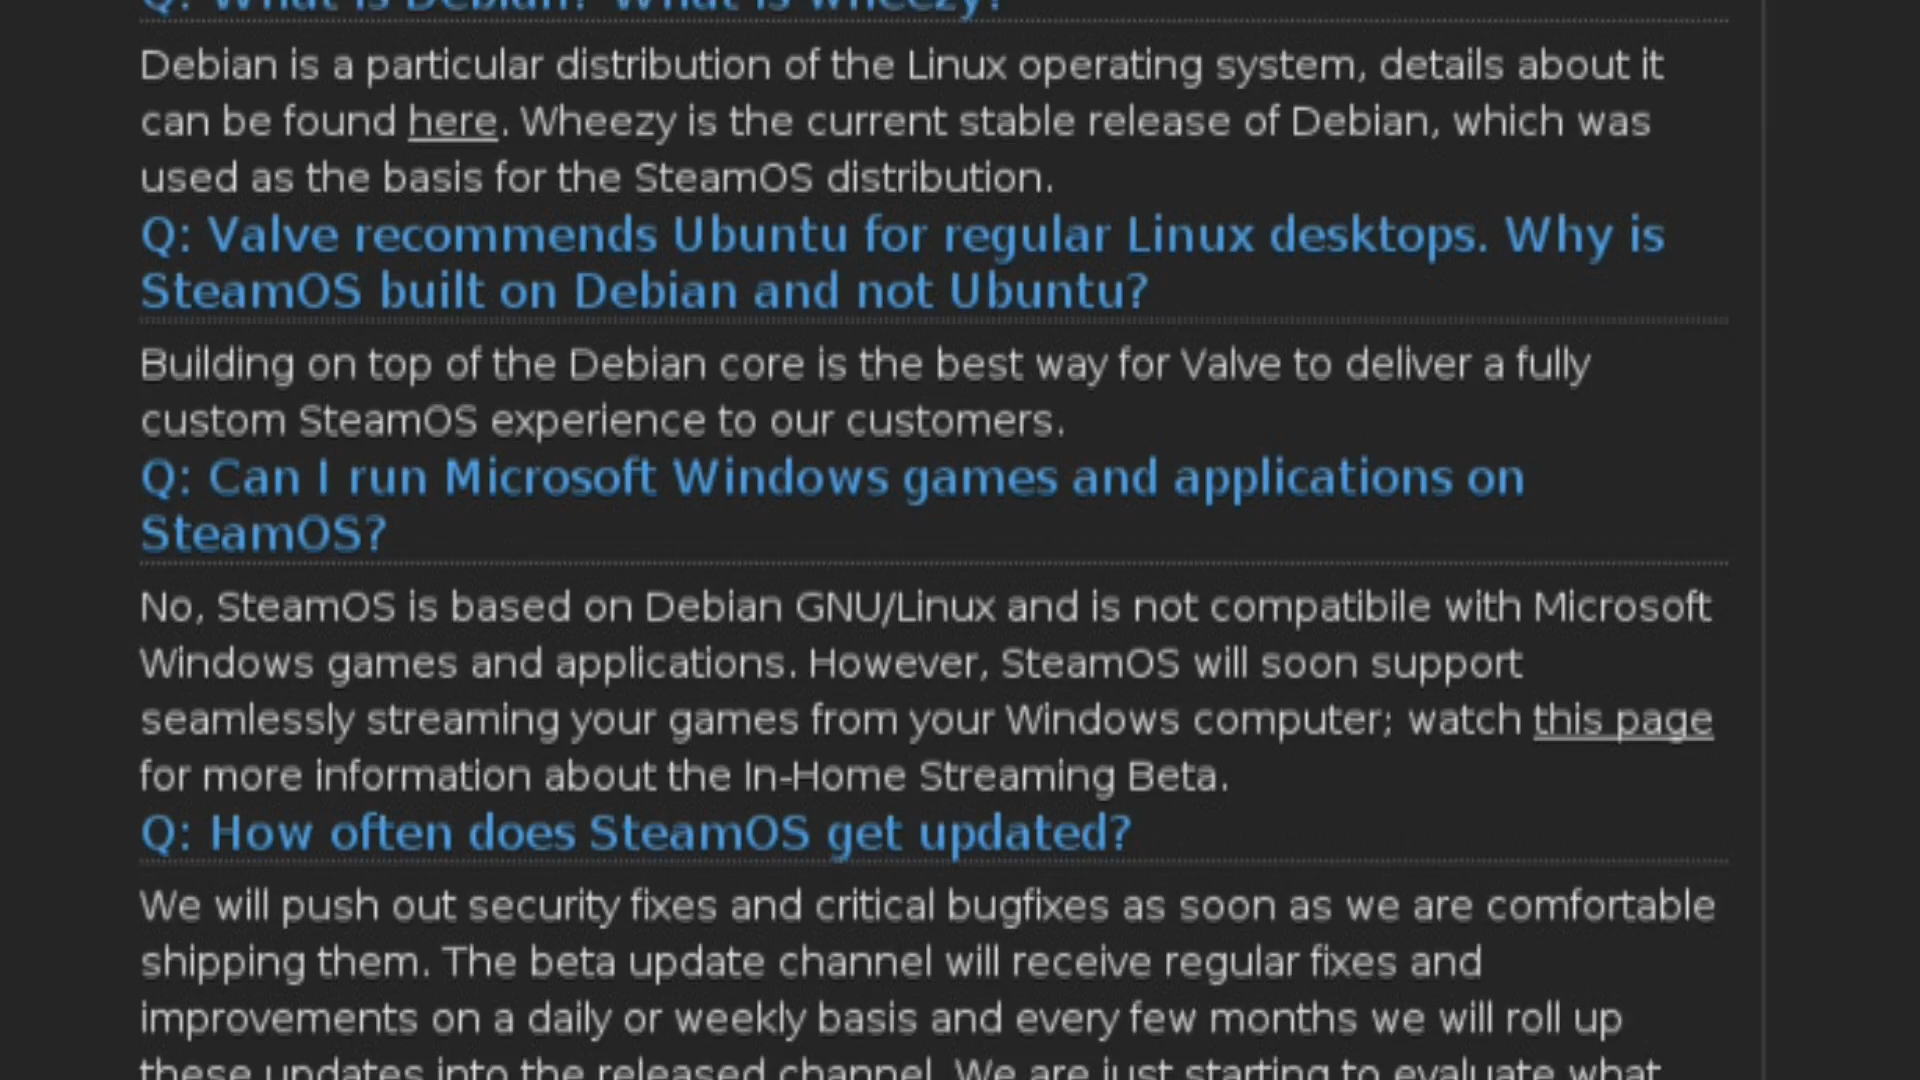 Q: What is Debian? What is wheezy?
Debian is a particular distribution of the Linux operating system, details about it
can be found here. Wheezy is the current stable release of Debian, which was
used as the basis for the SteamOS distribution.
Q: Valve recommends Ubuntu for regular Linux desktops. Why is
SteamOS built on Debian and not Ubuntu?
Building on top of the Debian core is the best way for Valve to deliver a fully
custom SteamOS experience to our customers.
Q: Can I run Microsoft Windows games and applications on
SteamOS?
No, SteamOS is based on Debian GNU/Linux and is not compatibile with Microsoft
Windows games and applications. However, SteamOS will soon support
seamlessly streaming your games from your Windows computer; watch this page
for more information about the In-Home Streaming Beta.
Q: How often does SteamOS get updated?
We will push out security fixes and critical bugfixes as soon as we are comfortable
shipping them. The beta update channel will receive regular fixes and
improvements on a daily or weekly basis and every few months we will roll up
these updates into the released channel. We are just starting to evaluate what